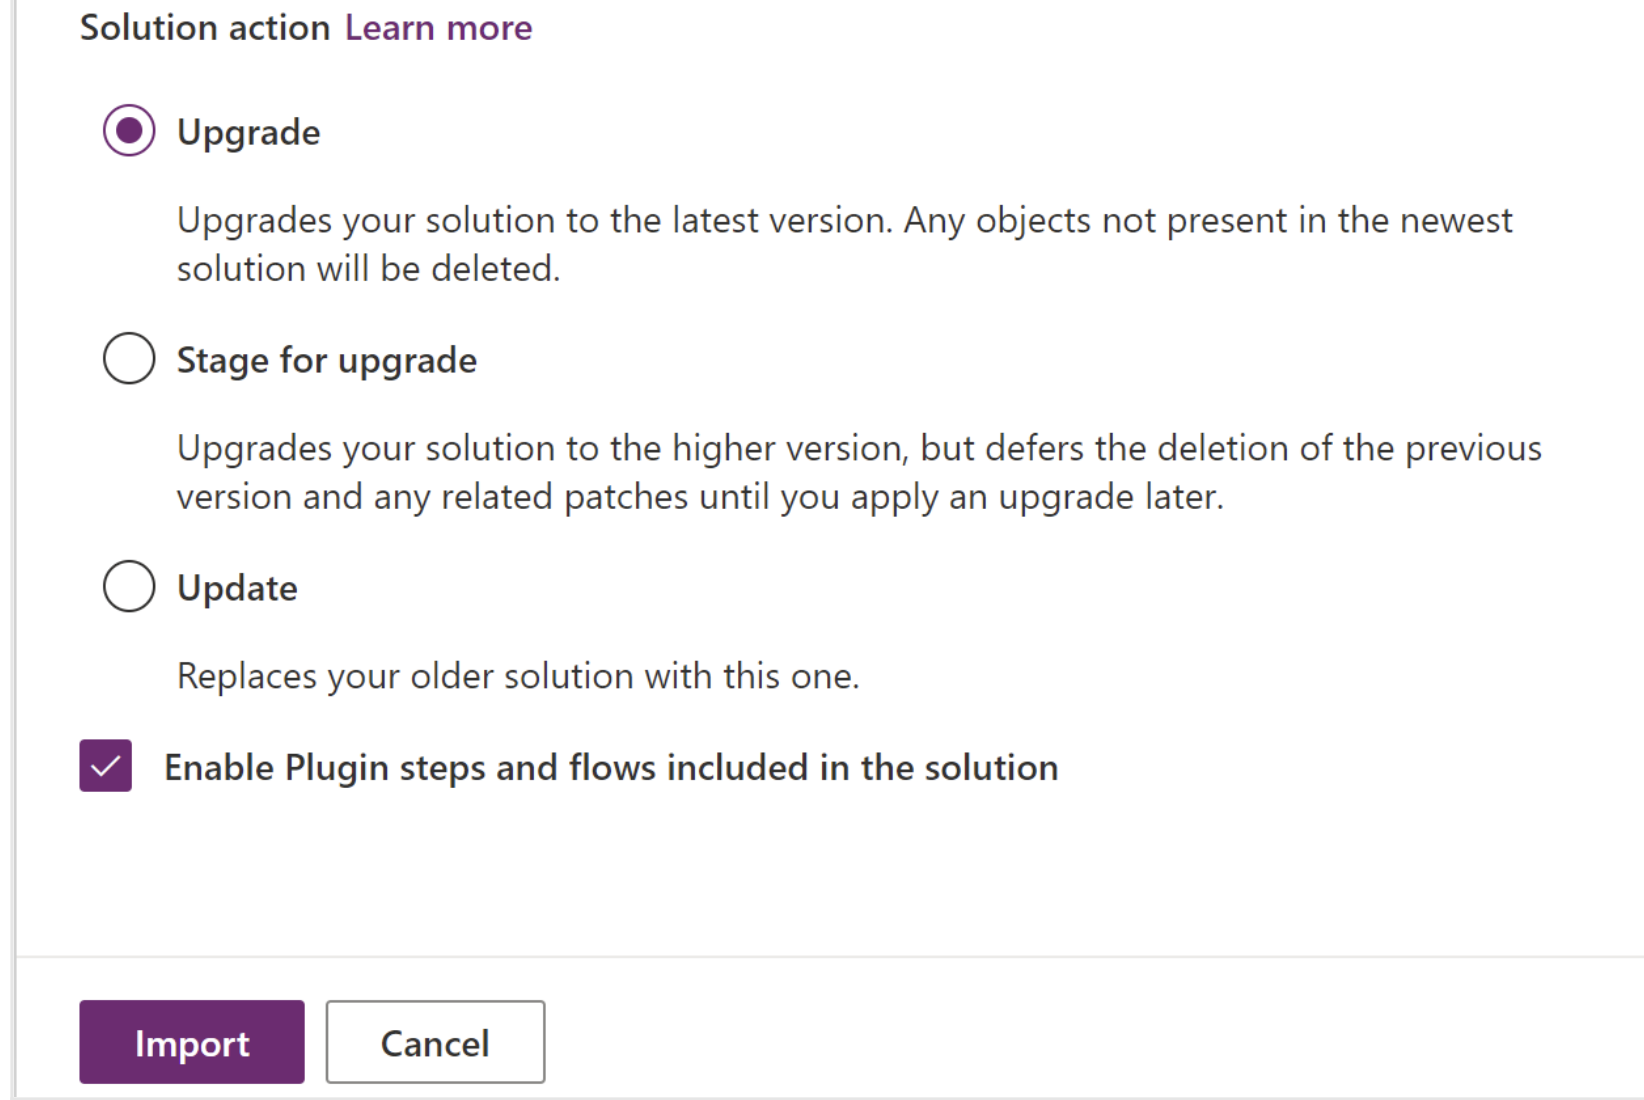 Solution action Learn more
Upgrade
Upgrades your solution to the latest version. Any objects not present in the newest
solution will be deleted.
Stage for upgrade
Upgrades your solution to the higher version, but defers the deletion of the previous
version and any related patches until you apply an upgrade later.
Update
Replaces your older solution with this one.
Enable Plugin steps and flows included in the solution
Import Cancel